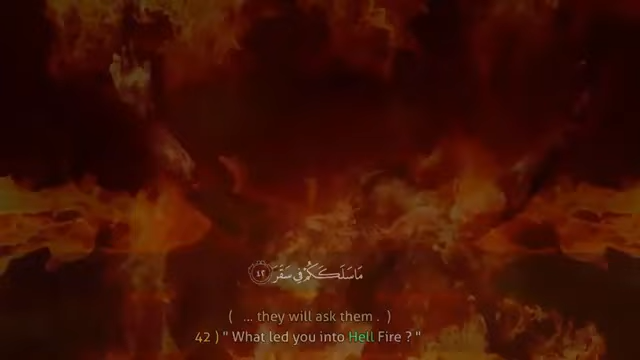 مَا سَلَكَكُمْ فِي سَقَرَ ٤٢
( ... they will ask them . )
42 ) " What led you into Hell Fire ? "